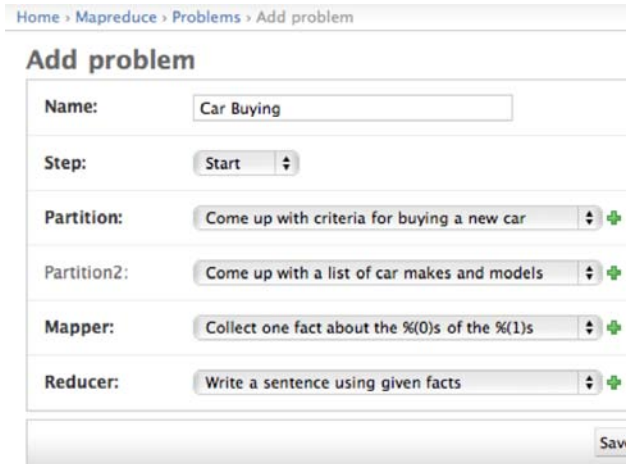 Home › Mapreduce › Problems › Add problem
Add problem
Name: Car Buying
Step: Start
Partition: Come up with criteria for buying a new car
Partition2: Come up with a list of car makes and models
Mapper: Collect one fact about the %(0)s of the %(1)s
Reducer: Write a sentence using given facts
Save